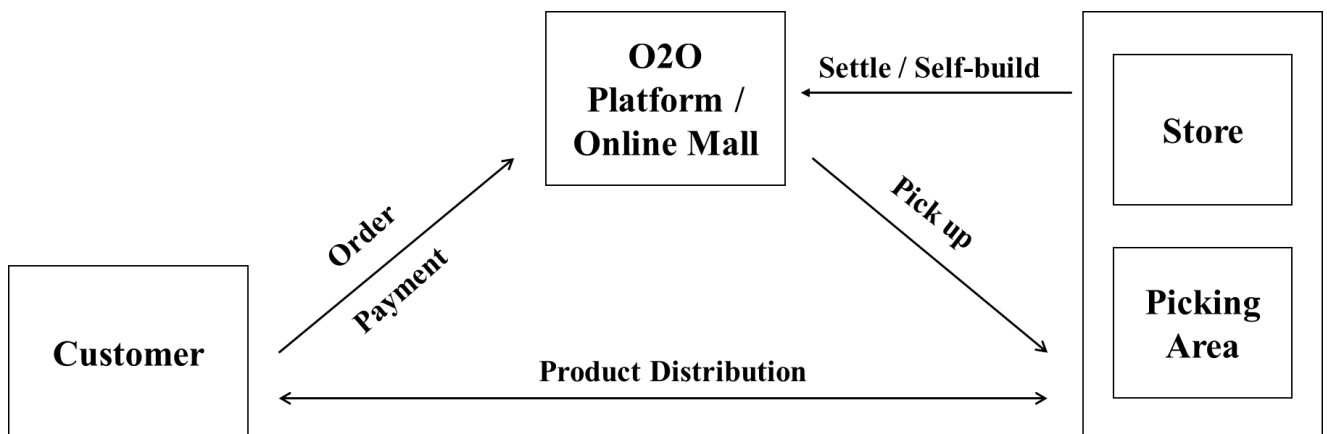 O2O
Platform /
Online Mall
Settle / Self-build
Store
Pick up
Order
Payment
Customer
Picking
Area
Product Distribution